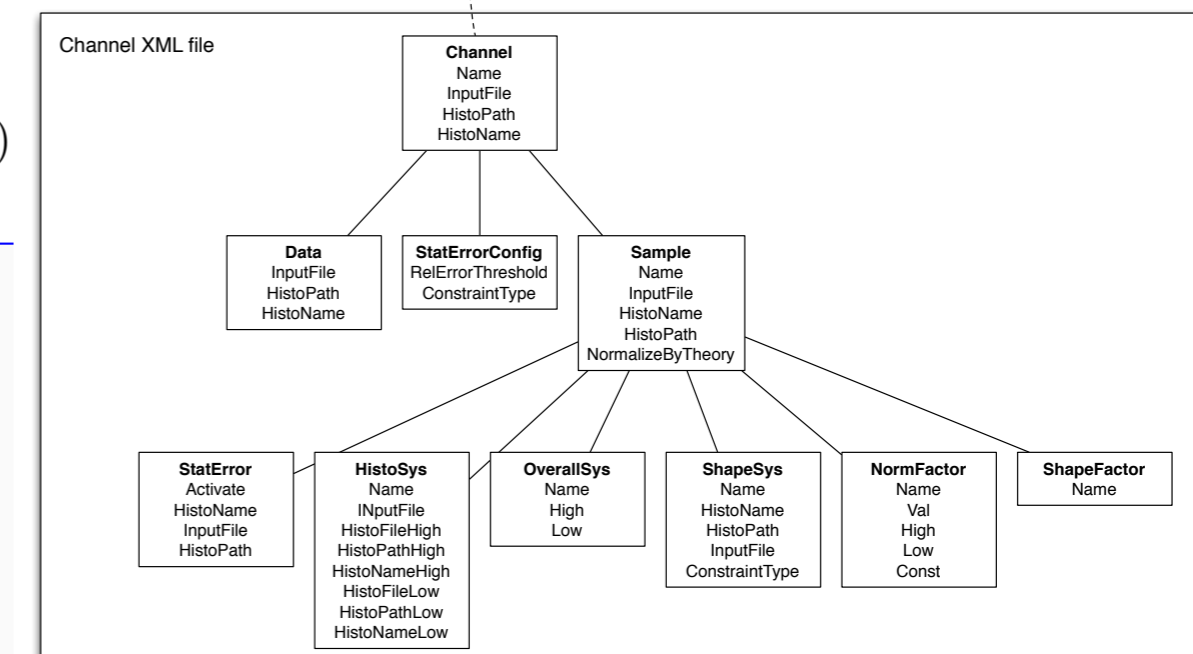 Channel XML file
)
Channel
Name
InputFile
HistoPath
HistoName
Data
InputFile
HistoPath
HistoName
StatErrorConfig
RelErrorThreshold
ConstraintType
Sample
Name
InputFile
HistoName
HistoPath
NormalizeByTheory
StatError
Activate
HistoName
InputFile
HistoPath
HistoSys
Name
INputFile
HistoFileHigh
HistoPathHigh
HistoNameHigh
HistoFileLow
HistoPathLow
HistoNameLow
OverallSys
Name
High
Low
ShapeSys
Name
HistoName
HistoPath
InputFile
ConstraintType
NormFactor
Name
Val
High
Low
Const
ShapeFactor
Name